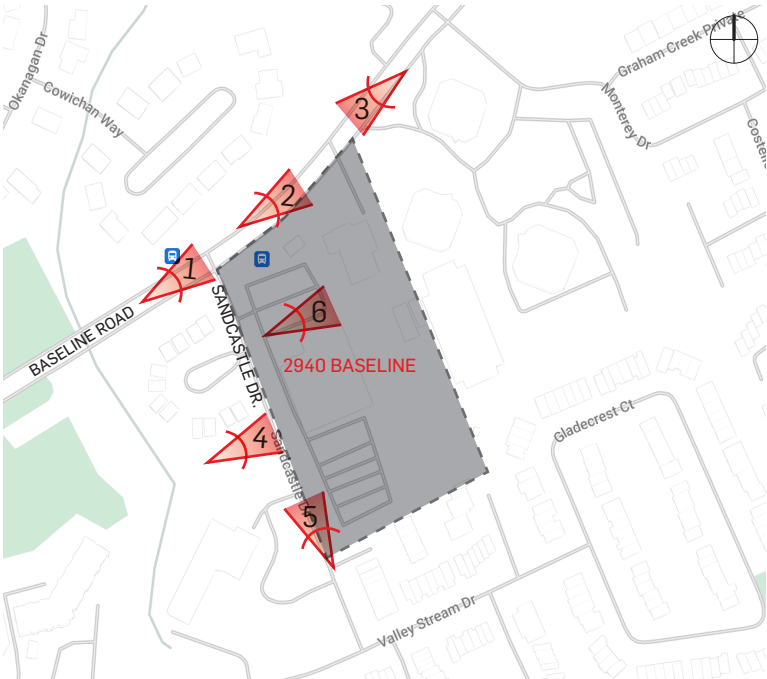 Okanagan Dr
Cowichan Way
Graham Creek Private
Monterey Dr
3
2
1
BASELINE ROAD
SANDCASTLE DR.
6
2940 BASELINE
4
Sandcastle Dr
5
Gladecrest Ct
Valley Stream Dr